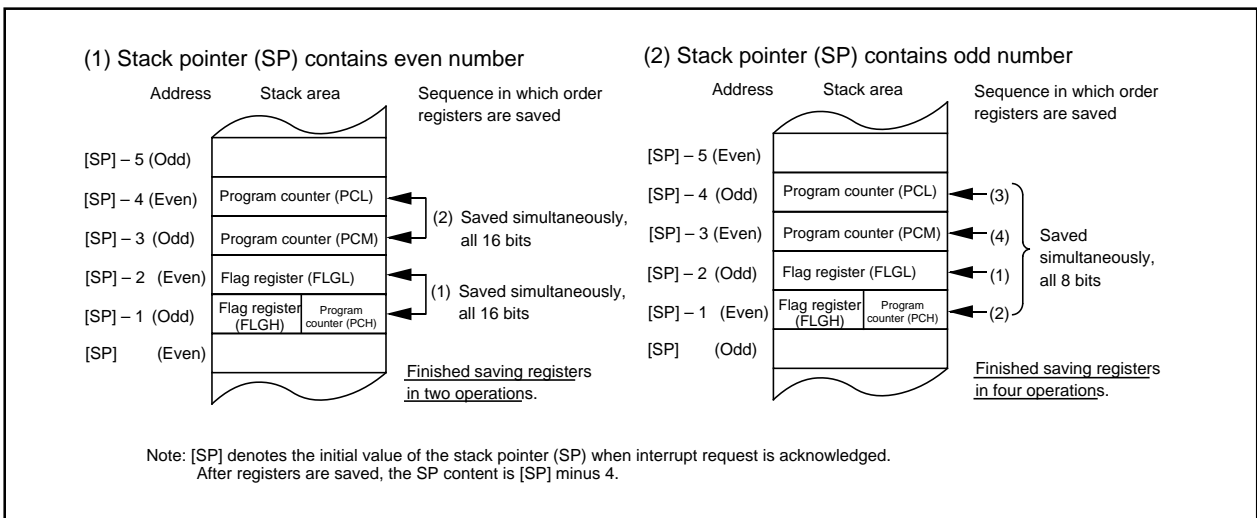 (1) Stack pointer (SP) contains even number
Address
Stack area
Sequence in which order
registers are saved
[SP] – 5 (Odd)
[SP] – 4 (Even)
Program counter (PCL)
[SP] – 3 (Odd)
Program counter (PCM)
(2) Saved simultaneously,
all 16 bits
[SP] – 2 (Even)
Flag register (FLGL)
[SP] – 1 (Odd)
Flag register
(FLGH)
Program
counter (PCH)
(1) Saved simultaneously,
all 16 bits
[SP] (Even)
Finished saving registers
in two operations.
(2) Stack pointer (SP) contains odd number
Address
Stack area
Sequence in which order
registers are saved
[SP] – 5 (Even)
[SP] – 4 (Odd)
Program counter (PCL)
(3)
[SP] – 3 (Even)
Program counter (PCM)
(4)
[SP] – 2 (Odd)
Flag register (FLGL)
(1)
[SP] – 1 (Even)
Flag register
(FLGH)
Program
counter (PCH)
(2)
Saved
simultaneously,
all 8 bits
[SP] (Odd)
Finished saving registers
in four operations.
Note: [SP] denotes the initial value of the stack pointer (SP) when interrupt request is acknowledged.
After registers are saved, the SP content is [SP] minus 4.